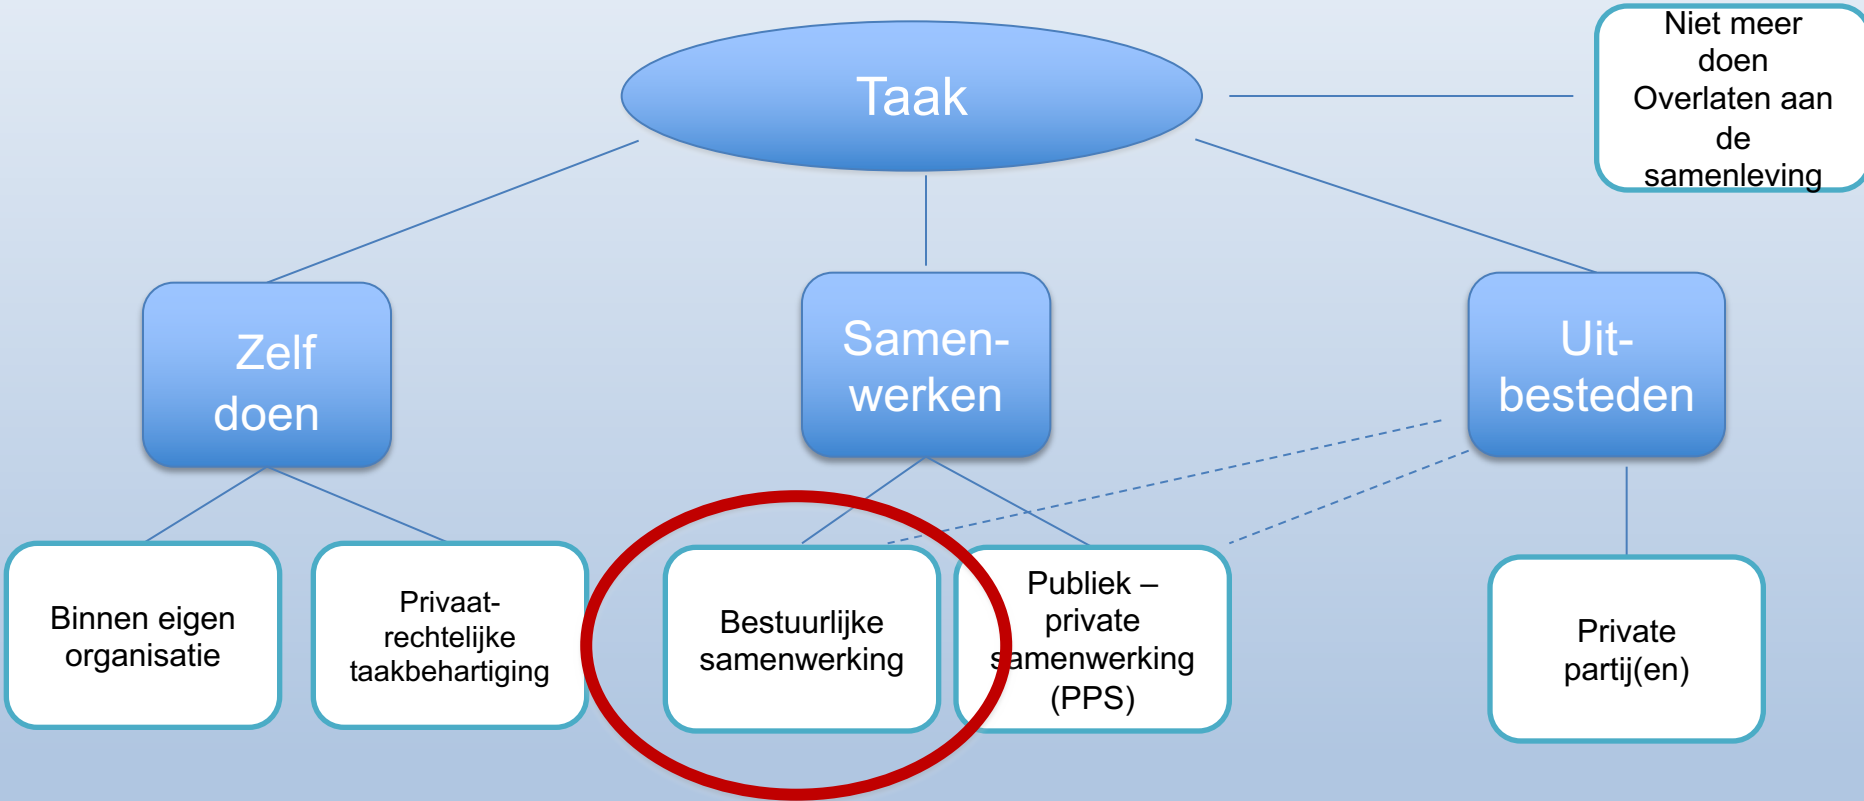 Taak
Niet meer
doen
Overlaten aan
de
samenleving
Zelf
doen
Samen-
werken
Uit-
besteden
Binnen eigen
organisatie
Privaat-
rechtelijke
taakbehartiging
Bestuurlijke
samenwerking
Publiek –
private
samenwerking
(PPS)
Private
partij(en)